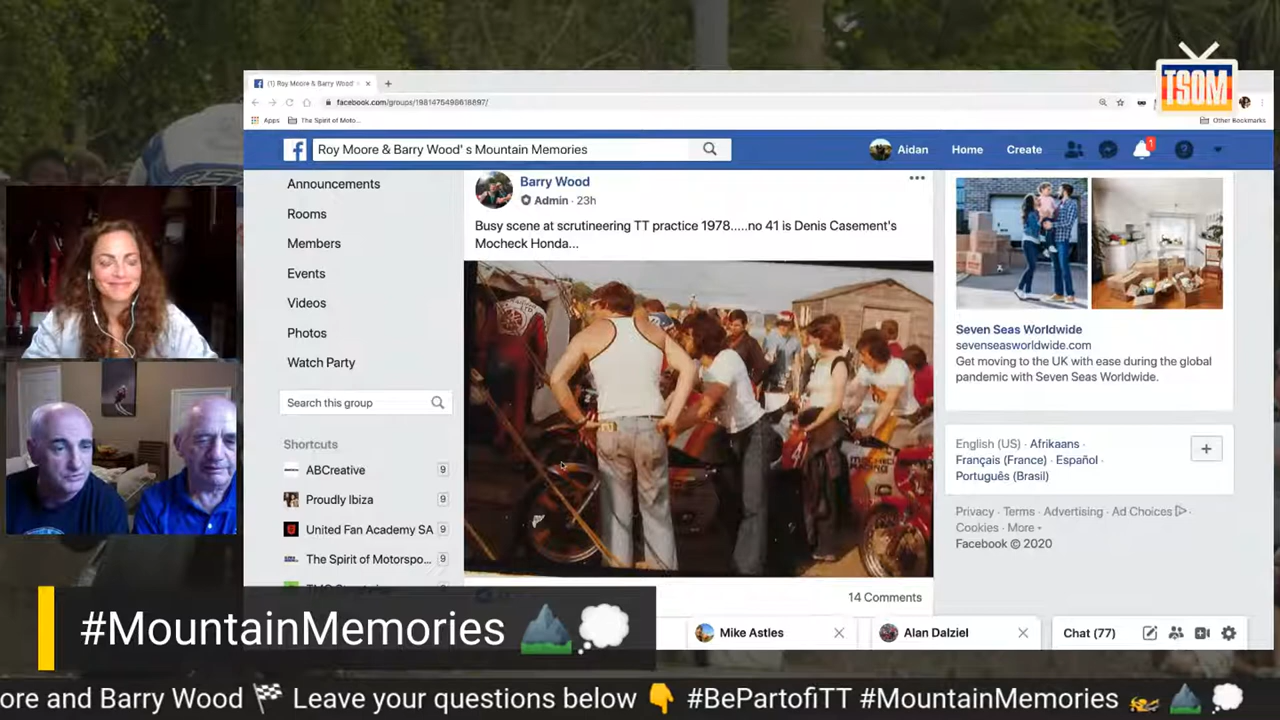 TSOM
(1) Roy Moore & Barry Wood'
facebook.com/groups/1981475498618897/
Apps
The Spirit of Moto...
Other Bookmarks
Roy Moore & Barry Wood' s Mountain Memories
Aidan
Home
Create
1
Announcements
Rooms
Members
Events
Videos
Photos
Watch Party
Search this group
Shortcuts
ABCreative 9
Proudly Ibiza 9
United Fan Academy SA 9
The Spirit of Motorspo... 9
Barry Wood
Admin · 23h
Busy scene at scrutineering TT practice 1978.....no 41 is Denis Casement's
Mocheck Honda...
14 Comments
Seven Seas Worldwide
sevenseasworldwide.com
Get moving to the UK with ease during the global
pandemic with Seven Seas Worldwide.
English (US) · Afrikaans ·
Français (France) · Español ·
Português (Brasil)
Privacy · Terms · Advertising · Ad Choices ·
Cookies · More
Facebook © 2020
Mike Astles
Alan Dalziel
Chat (77)
#MountainMemories
ore and Barry Wood 🏁 Leave your questions below 👇 #BePartofiTT #MountainMemories 🏍️ ⛰️ 💭